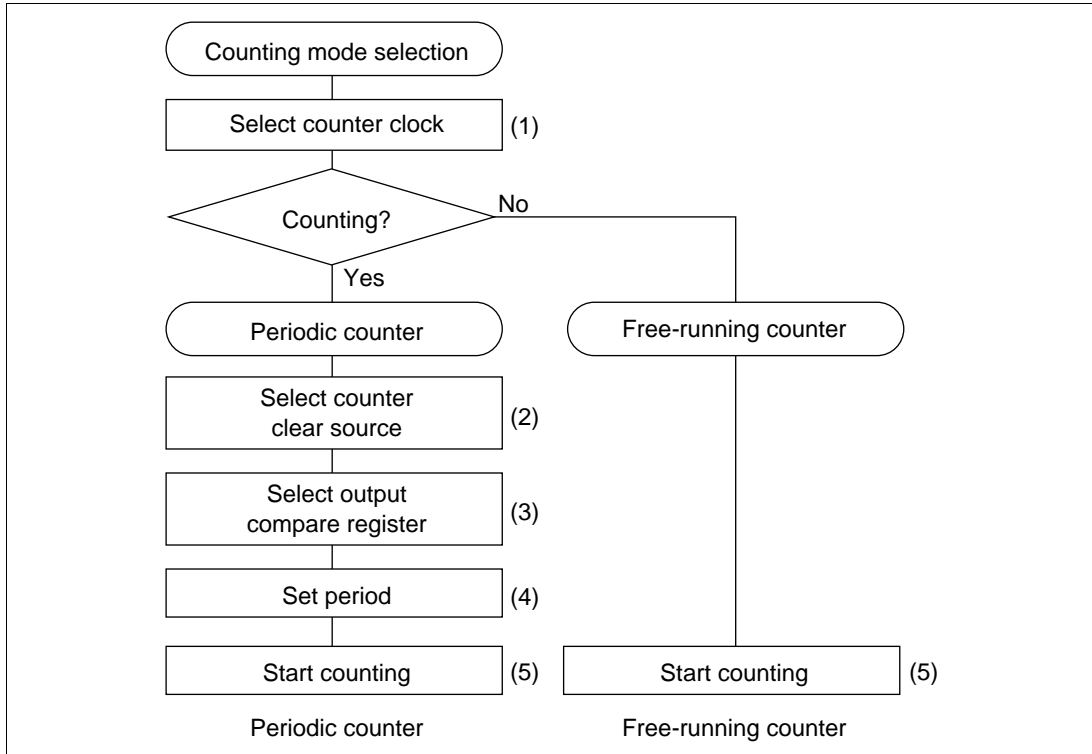 Counting mode selection
Select counter clock
(1)
Counting?
No
Yes
Periodic counter
Free-running counter
Select counter
clear source
(2)
Select output
compare register
(3)
Set period
(4)
Start counting
(5)
Start counting
(5)
Periodic counter
Free-running counter